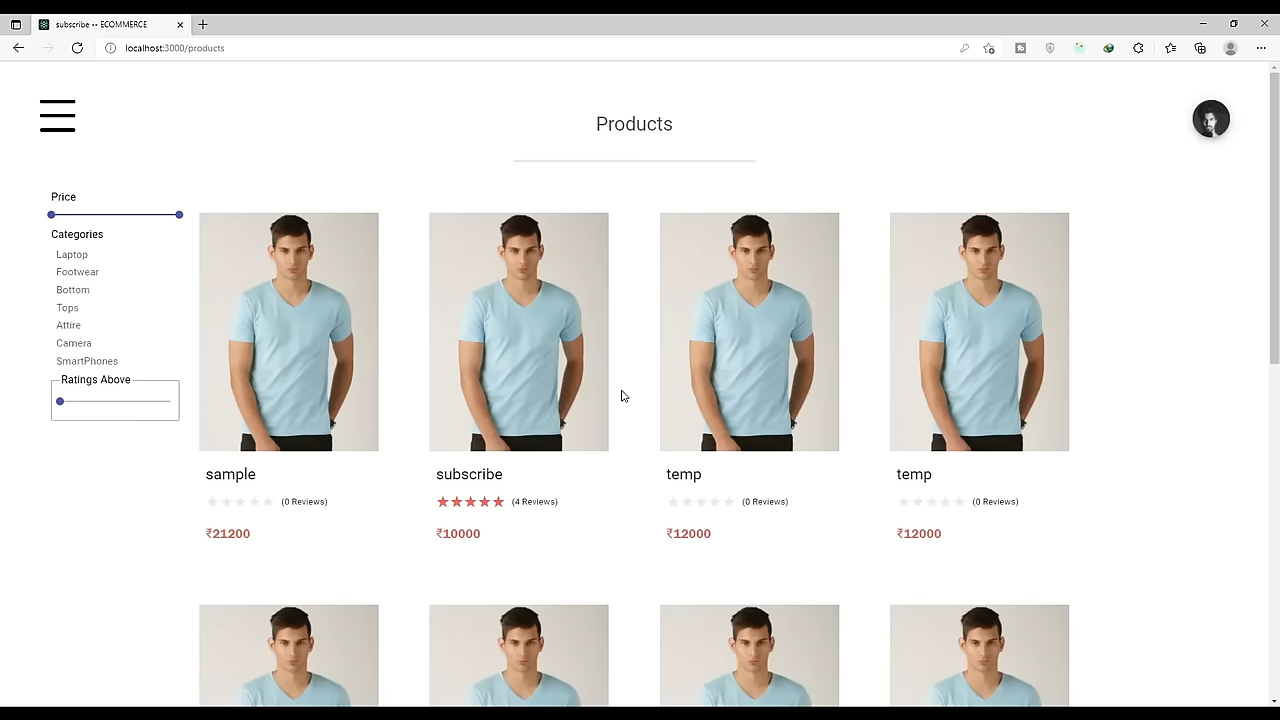 subscribe -- ECOMMERCE
localhost:3000/products
Products
Price
Categories
Laptop
Footwear
Bottom
Tops
Attire
Camera
SmartPhones
Ratings Above
sample
(0 Reviews)
₹21200
subscribe
(4 Reviews)
₹10000
temp
(0 Reviews)
₹12000
temp
(0 Reviews)
₹12000